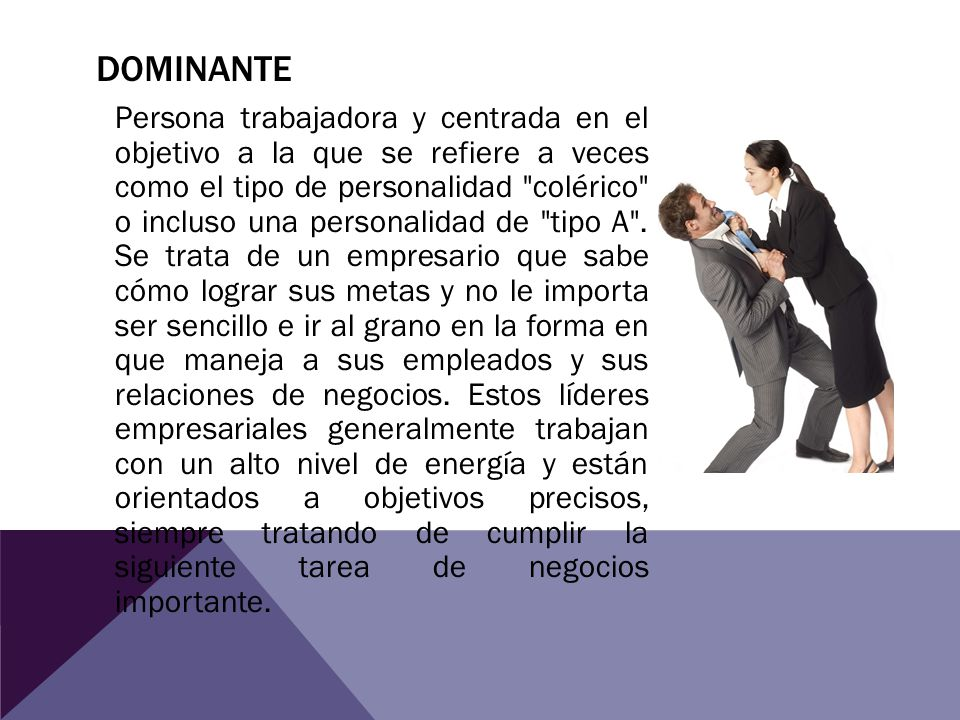 DOMINANTE
Persona trabajadora y centrada en el
objetivo a la que se refiere a veces
como el tipo de personalidad "colérico"
o incluso una personalidad de "tipo A".
Se trata de un empresario que sabe
cómo lograr sus metas y no le importa
ser sencillo e ir al grano en la forma en
que maneja a sus empleados y sus
relaciones de negocios. Estos líderes
empresariales generalmente trabajan
con un alto nivel de energía y están
orientados a objetivos precisos,
siempre tratando de cumplir la
siguiente tarea de negocios
importante.